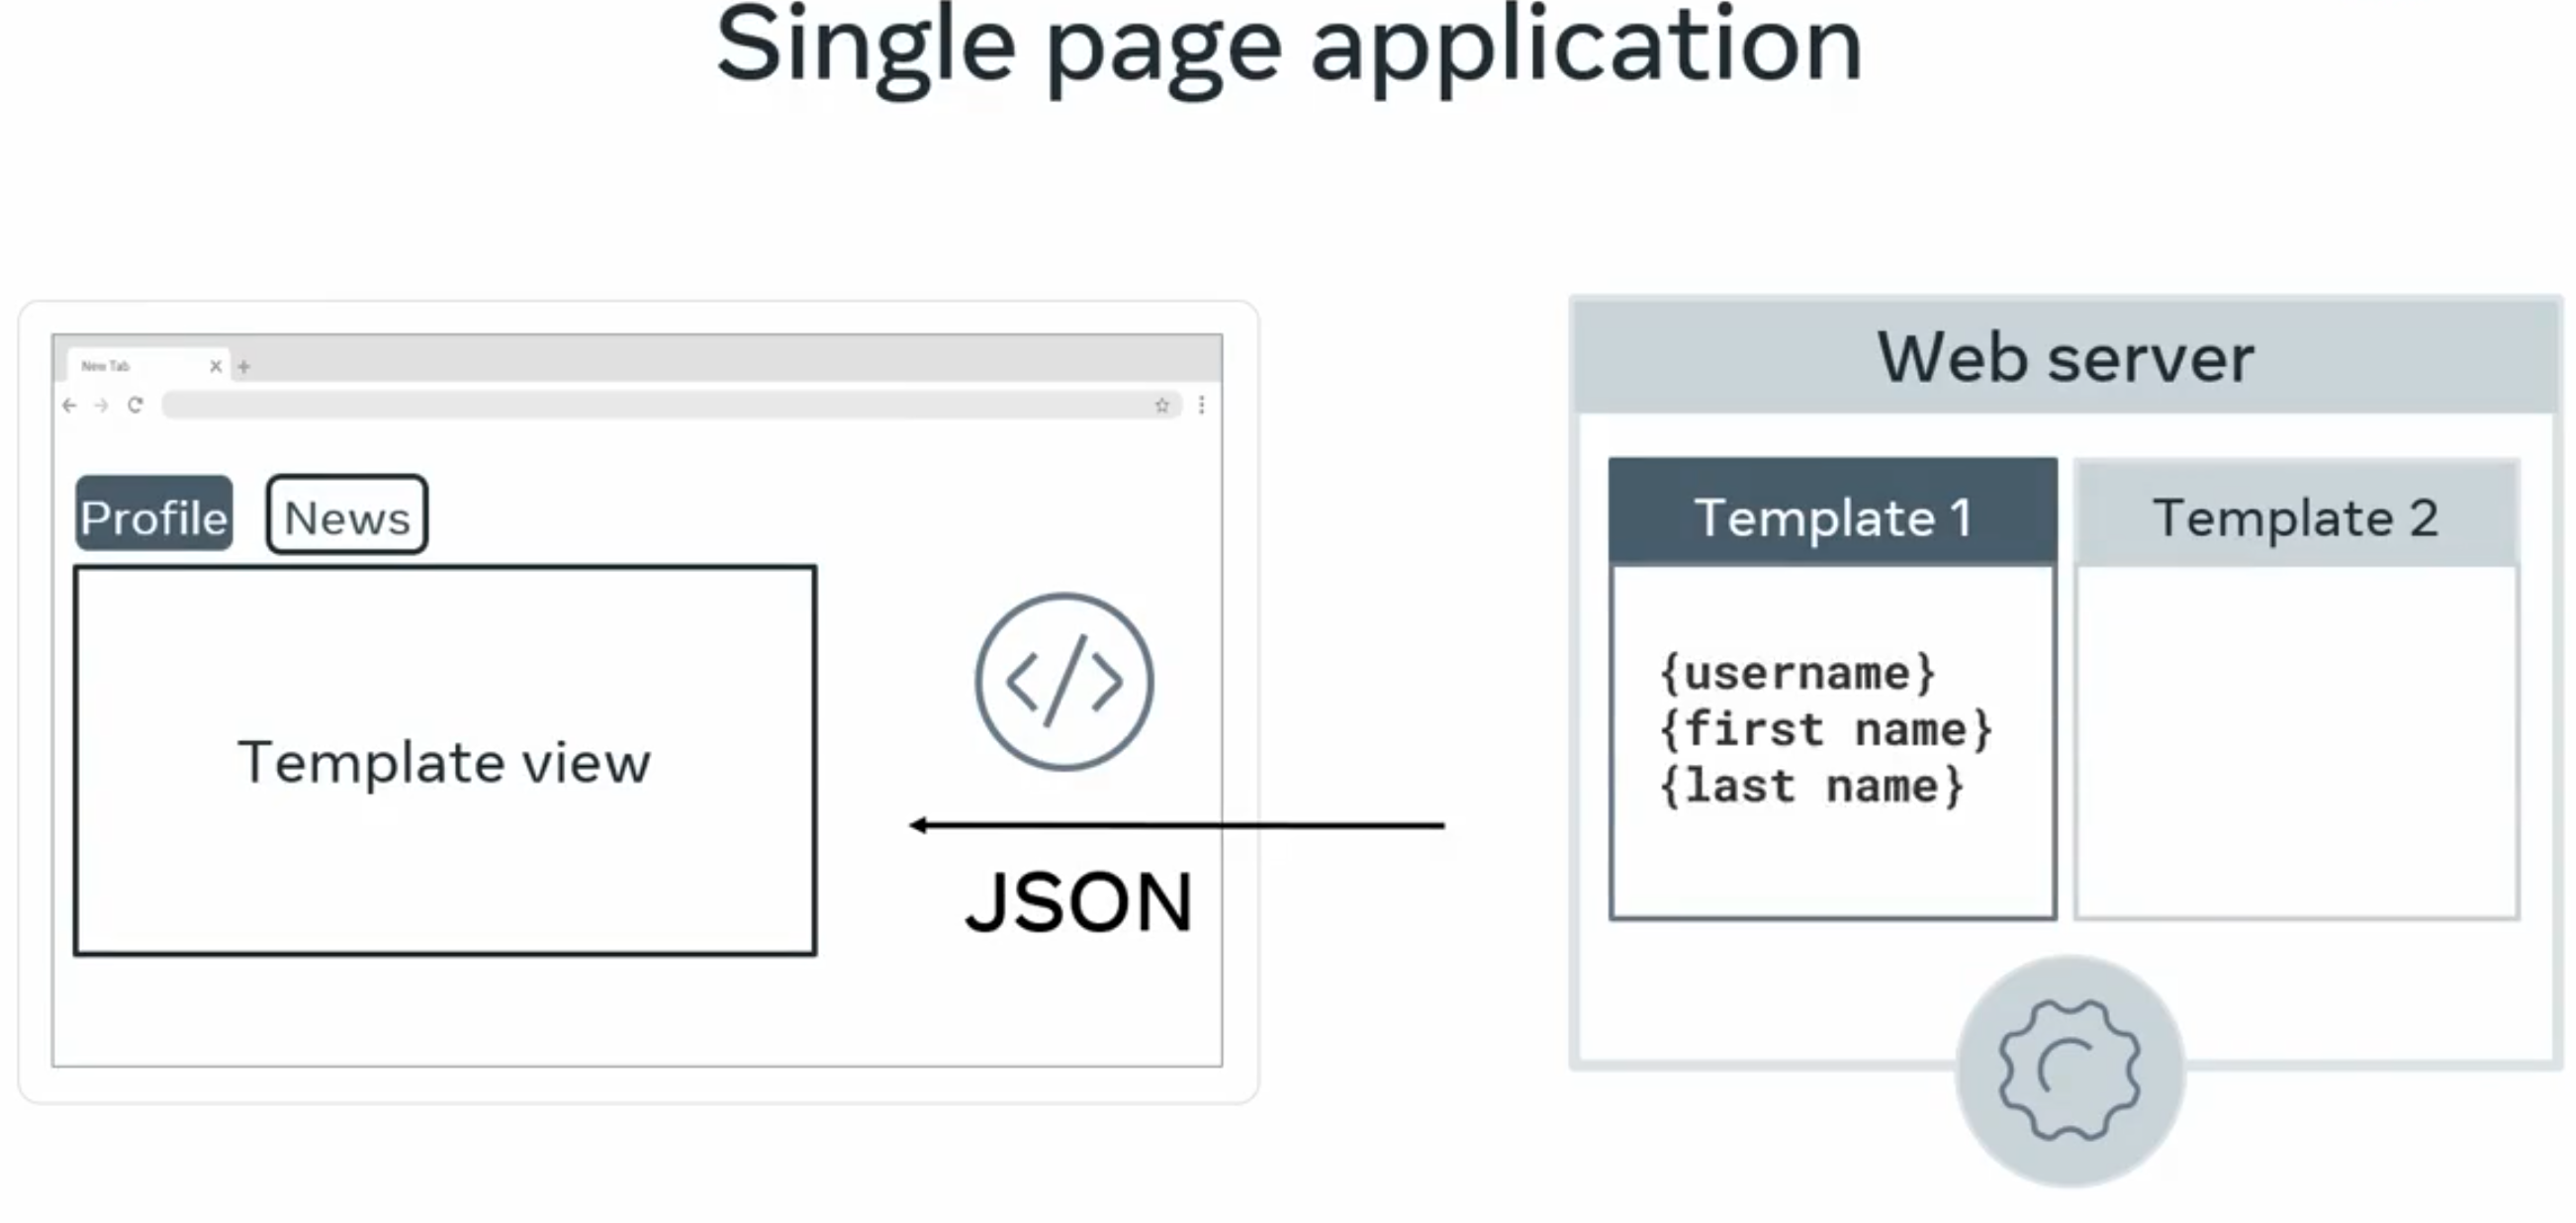 Single page application
New Tab
Profile
News
Template view
</>
JSON
Web server
Template 1
Template 2
{username}
{first name}
{last name}